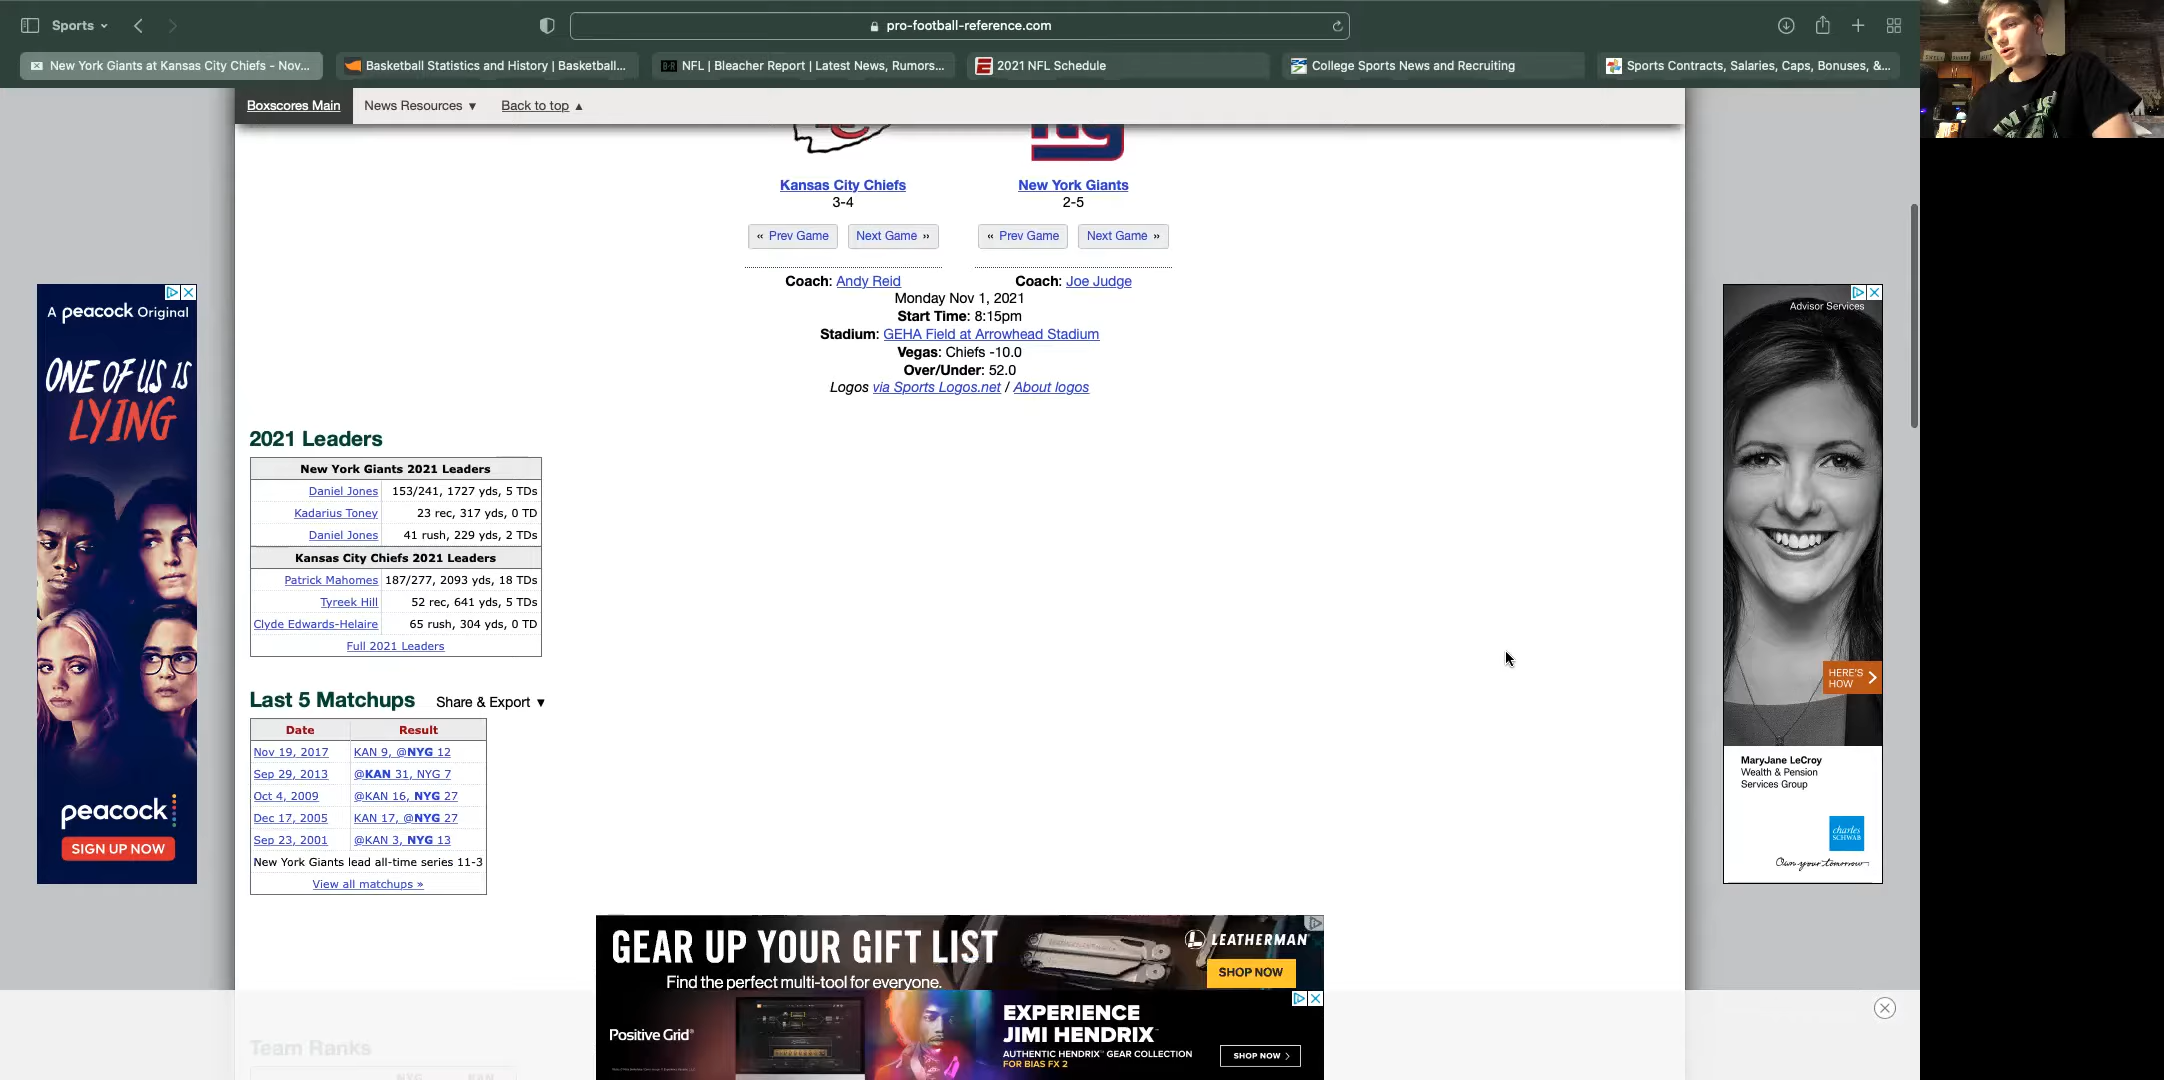 Sports
pro-football-reference.com
New York Giants at Kansas City Chiefs - Nov...
Basketball Statistics and History | Basketball...
B/R
NFL | Bleacher Report | Latest News, Rumors...
2021 NFL Schedule
College Sports News and Recruiting
Sports Contracts, Salaries, Caps, Bonuses, &...
Boxscores Main
News Resources ▼
Back to top ▲
Kansas City Chiefs
3-4
« Prev Game
Next Game »
Coach: Andy Reid
New York Giants
2-5
« Prev Game
Next Game »
Coach: Joe Judge
Monday Nov 1, 2021
Start Time: 8:15pm
Stadium: GEHA Field at Arrowhead Stadium
Vegas: Chiefs -10.0
Over/Under: 52.0
Logos via Sports Logos.net / About logos
2021 Leaders
New York Giants 2021 Leaders
Daniel Jones 153/241, 1727 yds, 5 TDs
Kadarius Toney 23 rec, 317 yds, 0 TD
Daniel Jones 41 rush, 229 yds, 2 TDs
Kansas City Chiefs 2021 Leaders
Patrick Mahomes 187/277, 2093 yds, 18 TDs
Tyreek Hill 52 rec, 641 yds, 5 TDs
Clyde Edwards-Helaire 65 rush, 304 yds, 0 TD
Full 2021 Leaders
Last 5 Matchups Share & Export ▼
Date Result
Nov 19, 2017 KAN 9, @NYG 12
Sep 29, 2013 @KAN 31, NYG 7
Oct 4, 2009 @KAN 16, NYG 27
Dec 17, 2005 KAN 17, @NYG 27
Sep 23, 2001 @KAN 3, NYG 13
New York Giants lead all-time series 11-3
View all matchups »
Team Ranks
NYG KAN
A peacock Original
ONE OF US IS
LYING
peacock
SIGN UP NOW
Advisor Services
HERE'S
HOW
MaryJane LeCroy
Wealth & Pension
Services Group
charles
SCHWAB
Own your tomorrow
GEAR UP YOUR GIFT LIST
Find the perfect multi-tool for everyone.
LEATHERMAN
SHOP NOW
Positive Grid
EXPERIENCE
JIMI HENDRIX™
AUTHENTIC HENDRIX™ GEAR COLLECTION
FOR BIAS FX 2
SHOP NOW